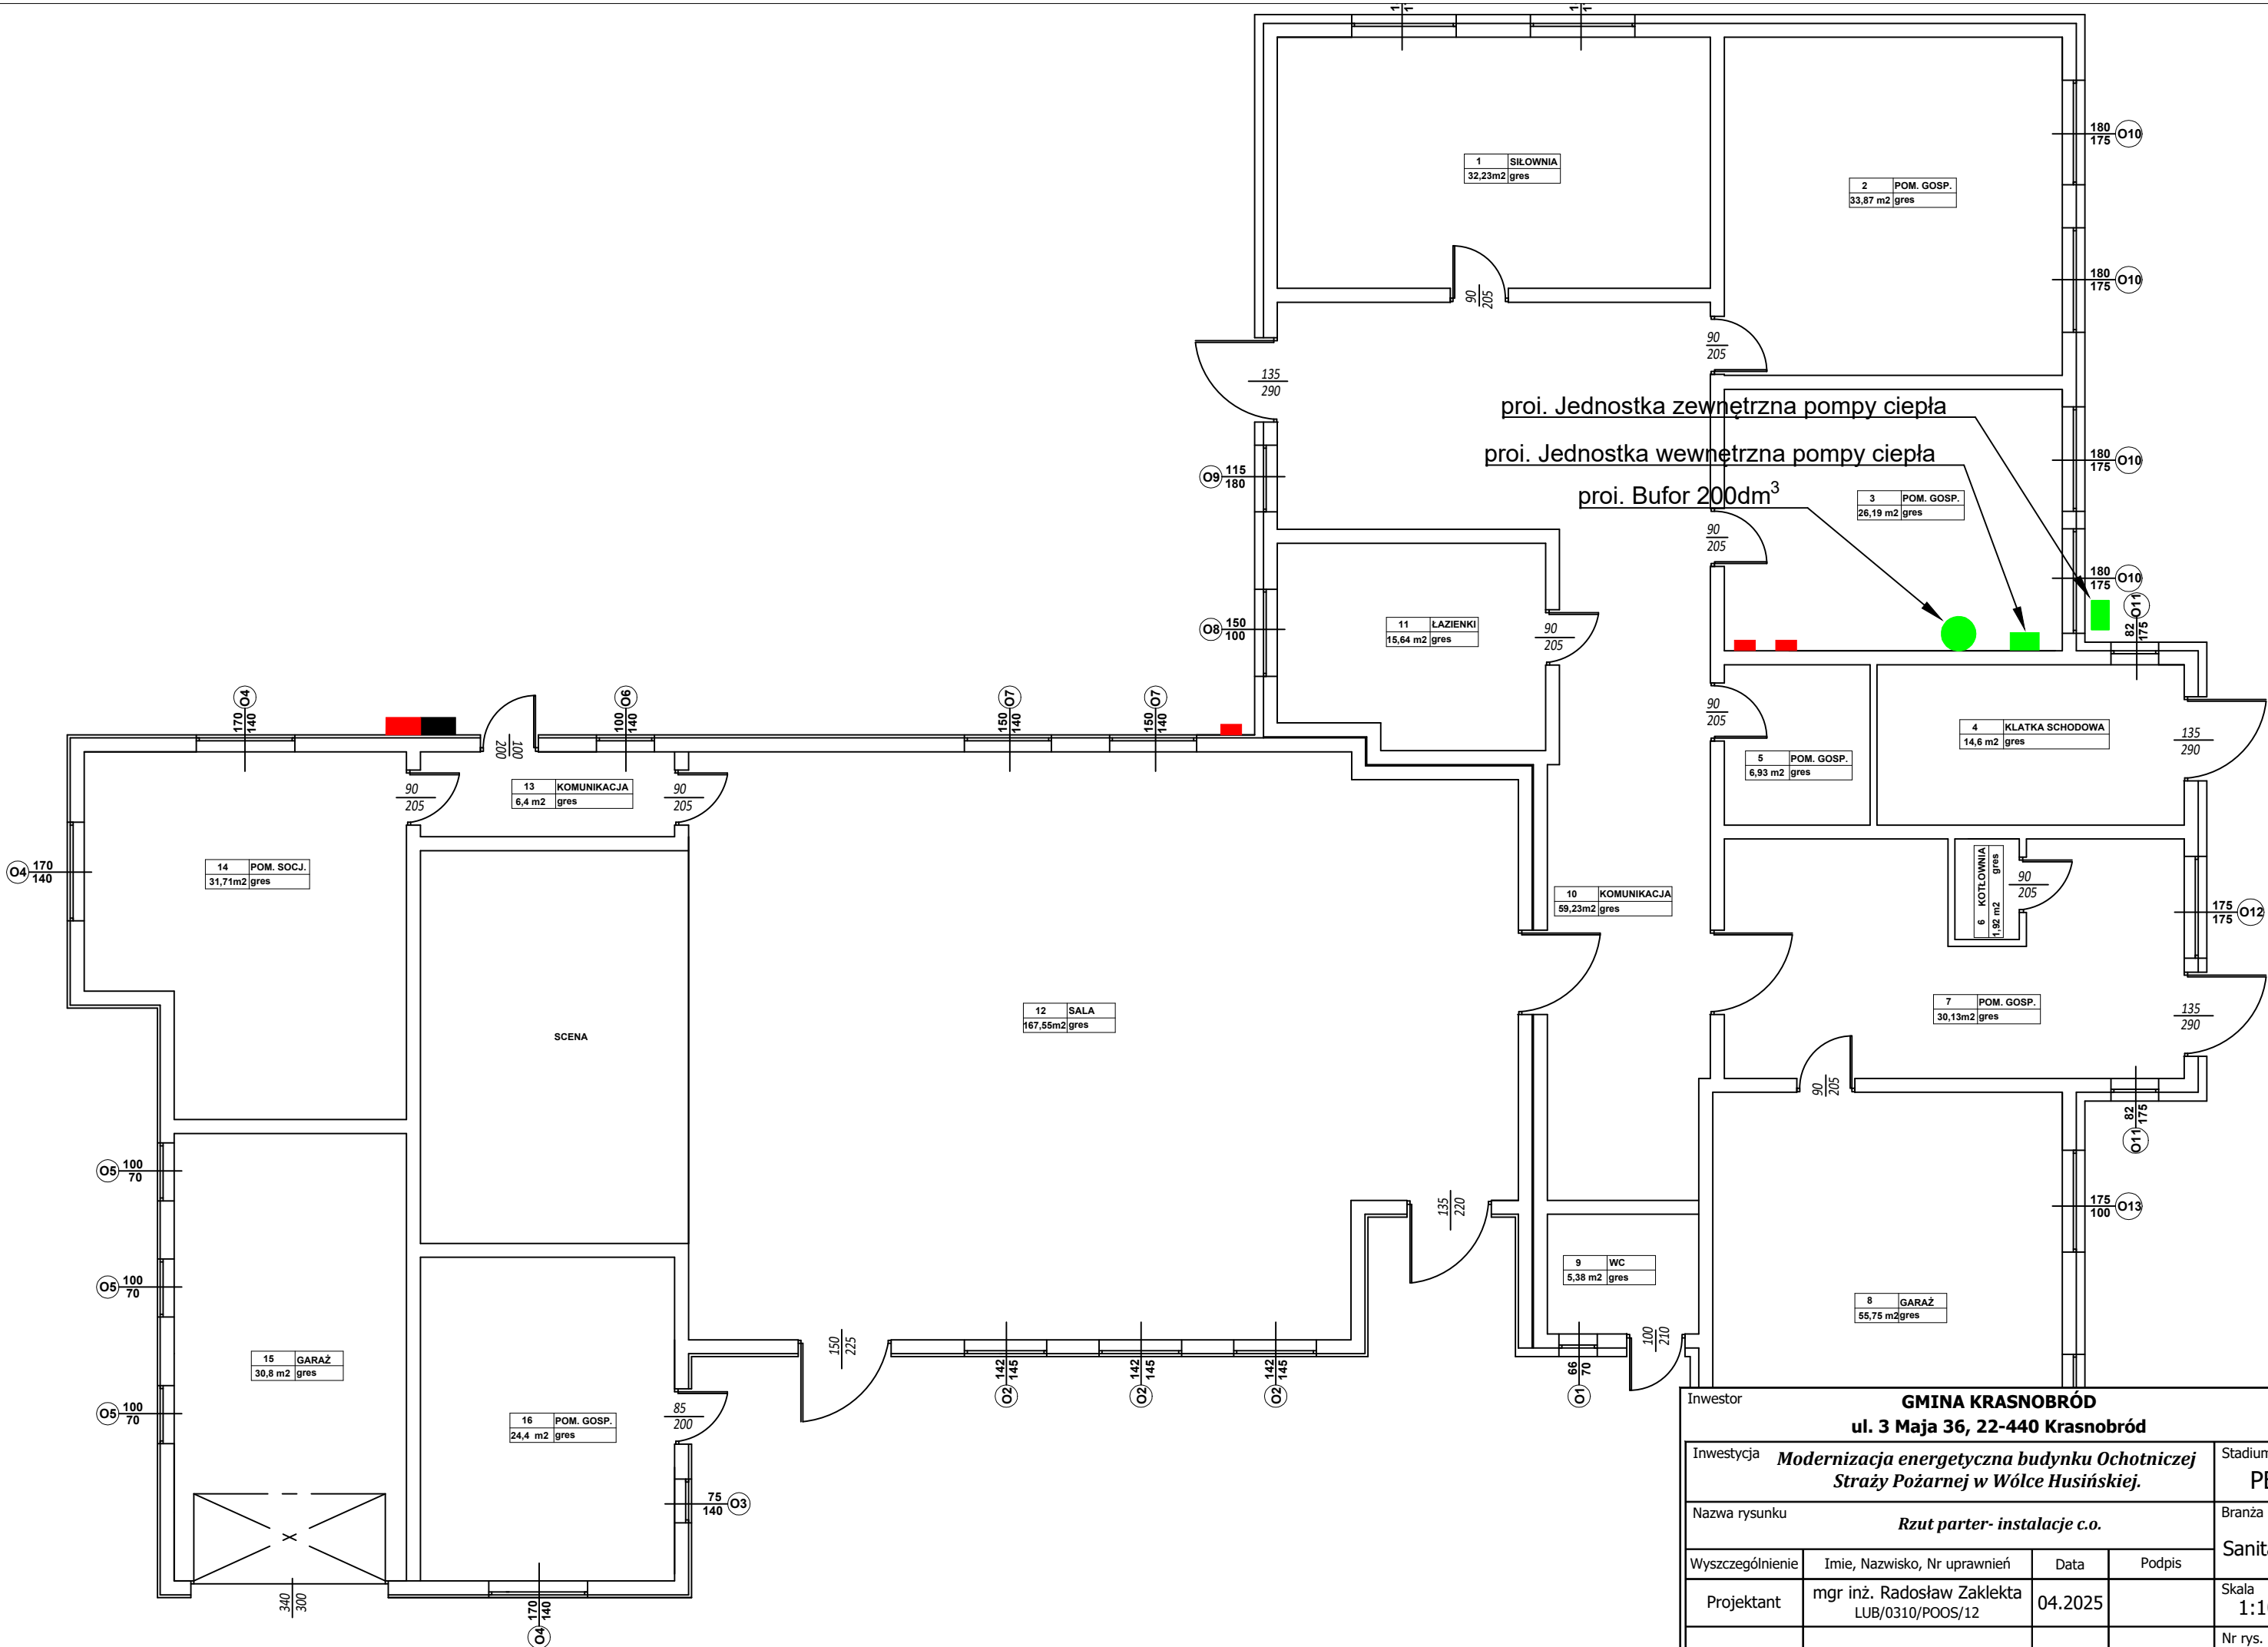 1 SIŁOWNIA
32,23m2 gres
2 POM. GOSP.
33,87 m2 gres
180
175 O10
180
175 O10
90
205
90
205
135
290
proi. Jednostka zewnętrzna pompy ciepła
proi. Jednostka wewnętrzna pompy ciepła
proi. Bufor 200dm3
180
175 O10
3 POM. GOSP.
26,19 m2 gres
O9 115
180
90
205
180
175 O10
O11
82
175
O8 150
100
11 ŁAZIENKI
15,64 m2 gres
90
205
O4
170
140
O6
100
140
O7
150
140
O7
150
140
100
200
90
205
4 KLATKA SCHODOWA
14,6 m2 gres
135
290
5 POM. GOSP.
6,93 m2 gres
13 KOMUNIKACJA
6,4 m2 gres
90
205
90
205
O4 170
140
14 POM. SOCJ.
31,71m2 gres
6 KOTŁOWNIA
1,92 m2 gres
90
205
10 KOMUNIKACJA
59,23m2 gres
175
175 O12
12 SALA
167,55m2 gres
7 POM. GOSP.
30,13m2 gres
135
290
SCENA
90
205
82
175
O11
O5 100
70
135
220
175
100 O13
O5 100
70
9 WC
5,38 m2 gres
8 GARAŻ
55,75 m2 gres
15 GARAŻ
30,8 m2 gres
150
225
100
210
142
145
O2
142
145
O2
142
145
O2
66
70
O1
O5 100
70
16 POM. GOSP.
24,4 m2 gres
85
200
75
140 O3
340
300
170
140
O4
Inwestor
GMINA KRASNOBRÓD
ul. 3 Maja 36, 22-440 Krasnobród
Inwestycja
Modernizacja energetyczna budynku Ochotniczej
Straży Pożarnej w Wólce Husińskiej.
Nazwa rysunku
Rzut parter- instalacje c.o.
Branża
Wyszczególnienie Imie, Nazwisko, Nr uprawnień Data Podpis
Projektant mgr inż. Radosław Zaklekta 04.2025
LUB/0310/POOS/12
Skala
Nr rys.